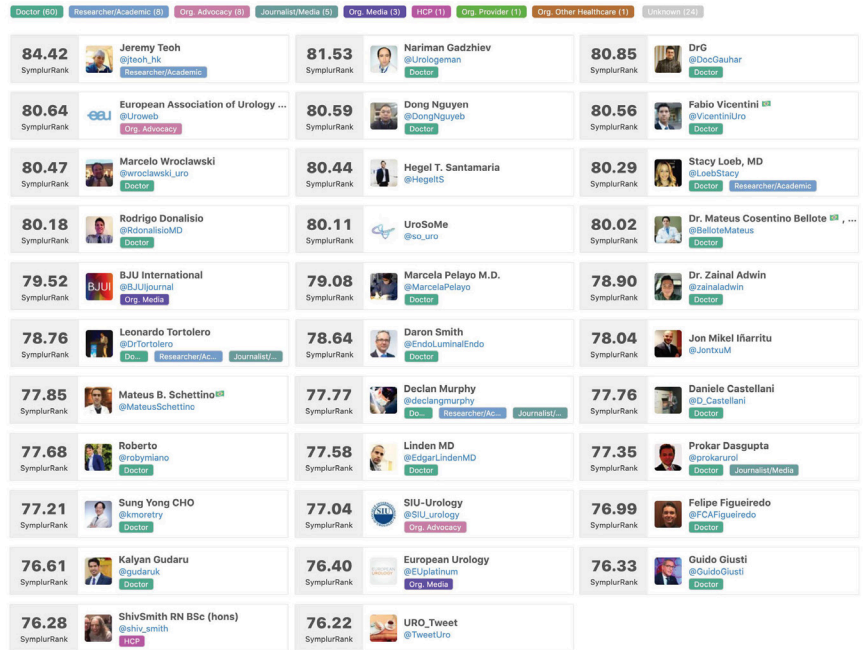 Doctor (60) Researcher/Academic (8) Org. Advocacy (8) Journalist/Media (5) Org. Media (3) HCP (1) Org. Provider (1) Org. Other Healthcare (1) Unknown (24)
84.42
SymplurRank
Jeremy Teoh
@jteoh_hk
Researcher/Academic
81.53
SymplurRank
Nariman Gadzhiev
@Urologeman
Doctor
80.85
SymplurRank
DrG
@DocGauhar
Doctor
80.64
SymplurRank
eau
European Association of Urology ...
@Uroweb
Org. Advocacy
80.59
SymplurRank
Dong Nguyen
@DongNguyeb
Doctor
80.56
SymplurRank
Fabio Vicentini
@VicentiniUro
Doctor
80.47
SymplurRank
Marcelo Wroclawski
@wroclawski_uro
Doctor
80.44
SymplurRank
Hegel T. Santamaria
@HegeltS
80.29
SymplurRank
Stacy Loeb, MD
@LoebStacy
Doctor Researcher/Academic
80.18
SymplurRank
Rodrigo Donalisio
@RdonalisioMD
Doctor
80.11
SymplurRank
UroSoMe
@so_uro
80.02
SymplurRank
Dr. Mateus Cosentino Bellote , ...
@BelloteMateus
Doctor
79.52
SymplurRank
BJUI
BJU International
@BJUIjournal
Org. Media
79.08
SymplurRank
Marcela Pelayo M.D.
@MarcelaPelayo
Doctor
78.90
SymplurRank
Dr. Zainal Adwin
@zainaladwin
Doctor
78.76
SymplurRank
Leonardo Tortolero
@DrTortolero
Do... Researcher/Ac... Journalist/...
78.64
SymplurRank
Daron Smith
@EndoLuminalEndo
Doctor
78.04
SymplurRank
Jon Mikel Iñarritu
@JontxuM
77.85
SymplurRank
Mateus B. Schettino
@MateusSchettino
77.77
SymplurRank
Declan Murphy
@declangmurphy
Do... Researcher/Ac... Journalist/...
77.76
SymplurRank
Daniele Castellani
@D_Castellani
Doctor
77.68
SymplurRank
Roberto
@robymiano
Doctor
77.58
SymplurRank
Linden MD
@EdgarLindenMD
Doctor
77.35
SymplurRank
Prokar Dasgupta
@prokarurol
Doctor Journalist/Media
77.21
SymplurRank
Sung Yong CHO
@kmoretry
Doctor
77.04
SymplurRank
SIU
SIU-Urology
@SIU_urology
Org. Advocacy
76.99
SymplurRank
Felipe Figueiredo
@FCAFigueiredo
Doctor
76.61
SymplurRank
Kalyan Gudaru
@gudaruk
Doctor
76.40
SymplurRank
European Urology
@EUplatinum
Org. Media
76.33
SymplurRank
Guido Giusti
@GuidoGiusti
Doctor
76.28
SymplurRank
ShivSmith RN BSc (hons)
@shiv_smith
HCP
76.22
SymplurRank
URO_Tweet
@TweetUro